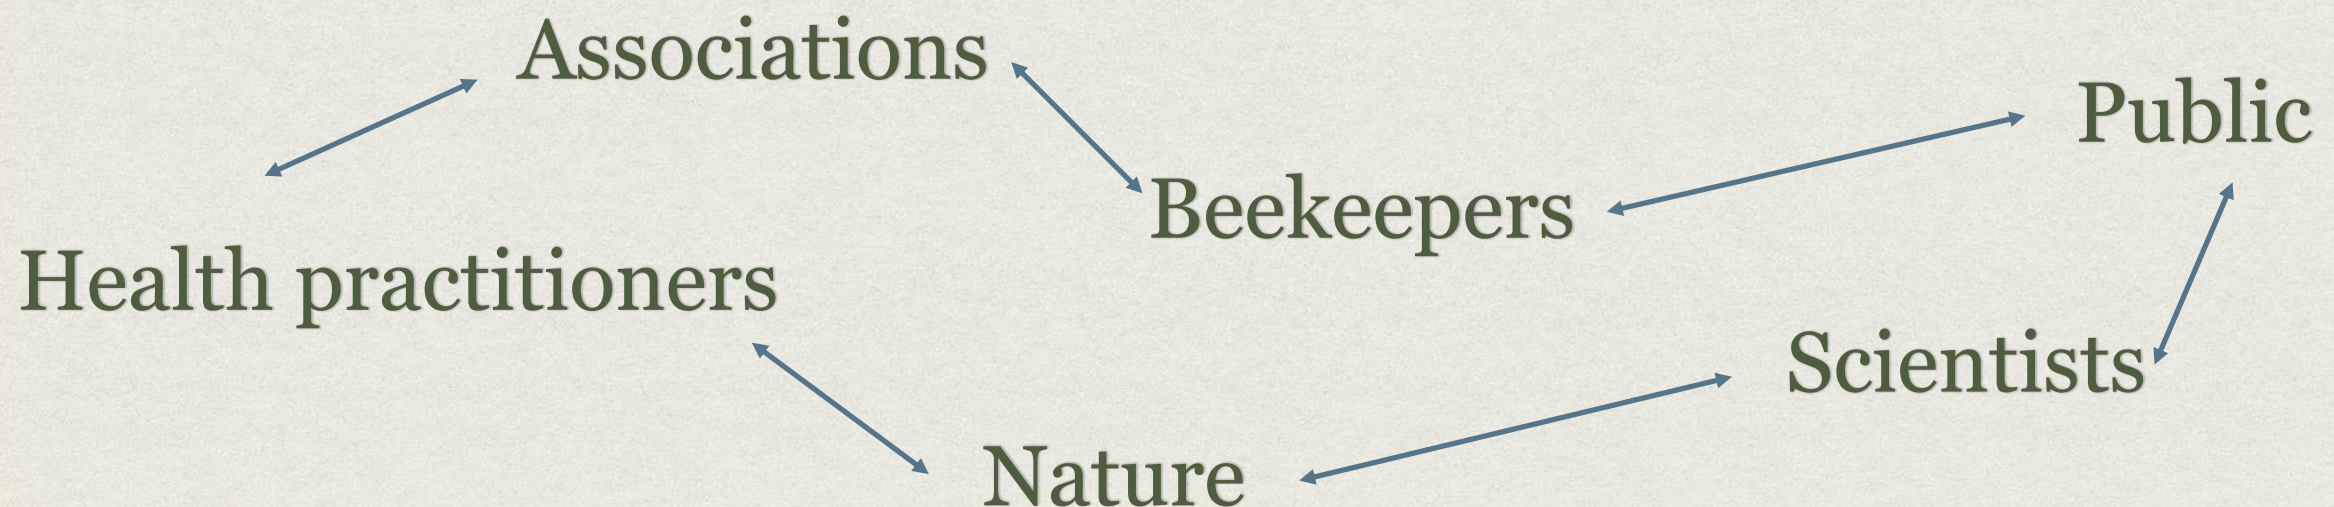 Associations
Public
Beekeepers
Health practitioners
Scientists
Nature